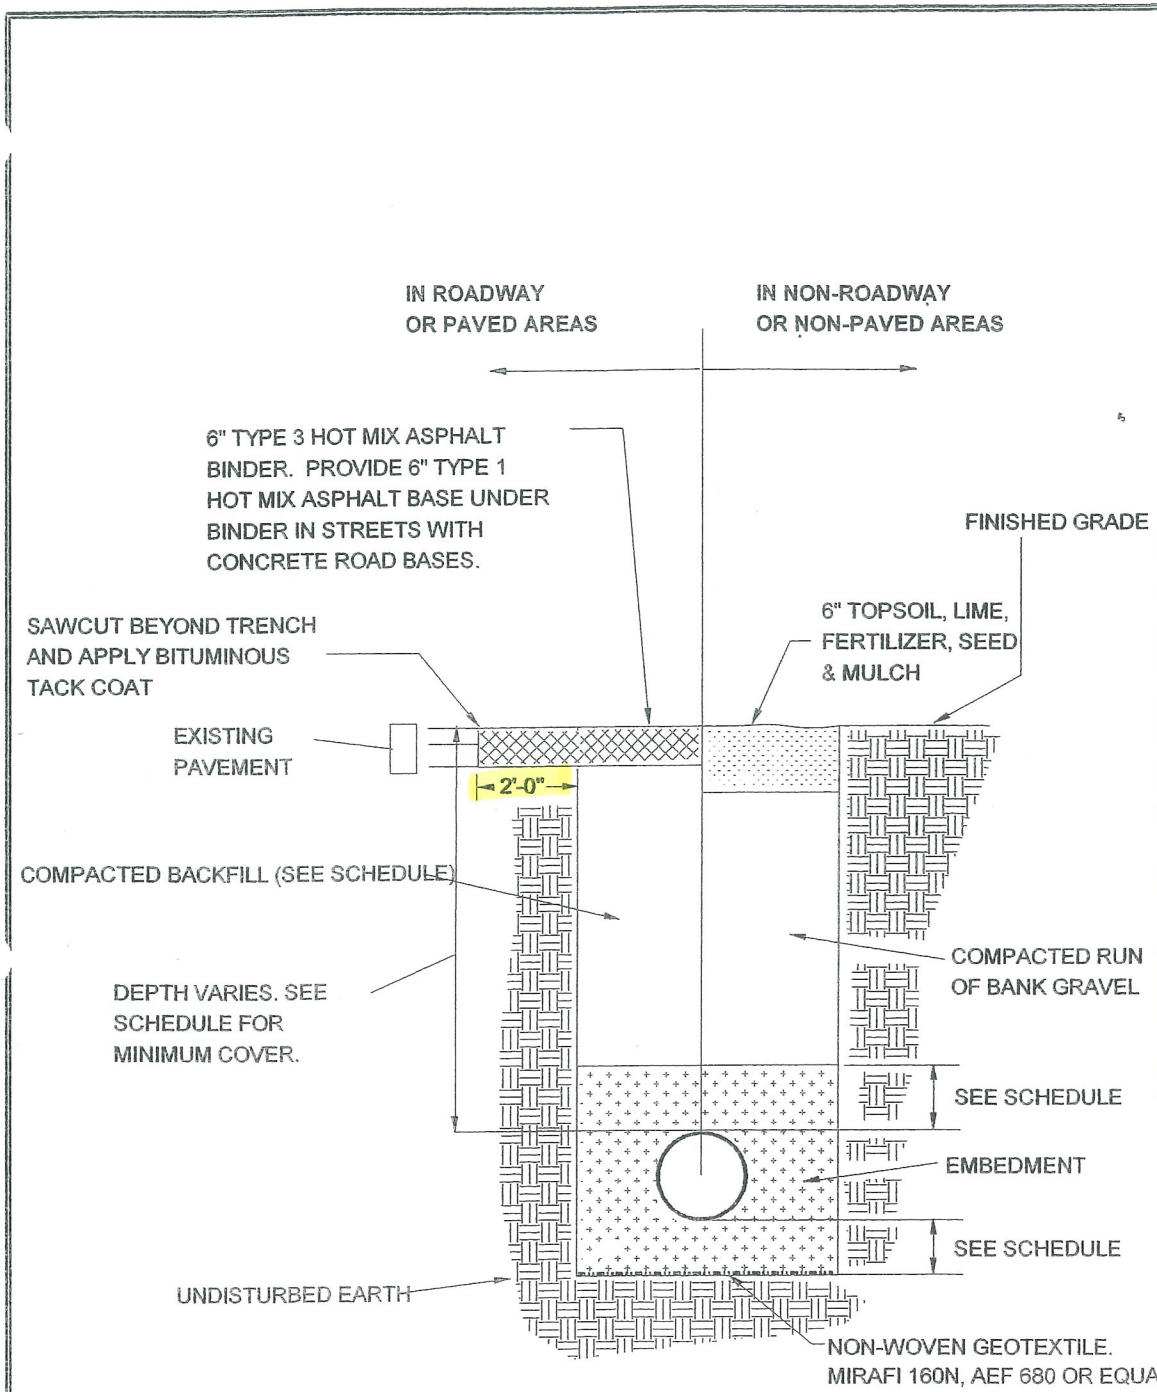 IN ROADWAY
OR PAVED AREAS
IN NON-ROADWAY
OR NON-PAVED AREAS
6" TYPE 3 HOT MIX ASPHALT
BINDER. PROVIDE 6" TYPE 1
HOT MIX ASPHALT BASE UNDER
BINDER IN STREETS WITH
CONCRETE ROAD BASES.
FINISHED GRADE
6" TOPSOIL, LIME,
FERTILIZER, SEED
& MULCH
SAWCUT BEYOND TRENCH
AND APPLY BITUMINOUS
TACK COAT
EXISTING
PAVEMENT
2'-0"
COMPACTED BACKFILL (SEE SCHEDULE)
COMPACTED RUN
OF BANK GRAVEL
DEPTH VARIES. SEE
SCHEDULE FOR
MINIMUM COVER.
SEE SCHEDULE
EMBEDMENT
SEE SCHEDULE
UNDISTURBED EARTH
NON-WOVEN GEOTEXTILE.
MIRAFI 160N, AEF 680 OR EQUA